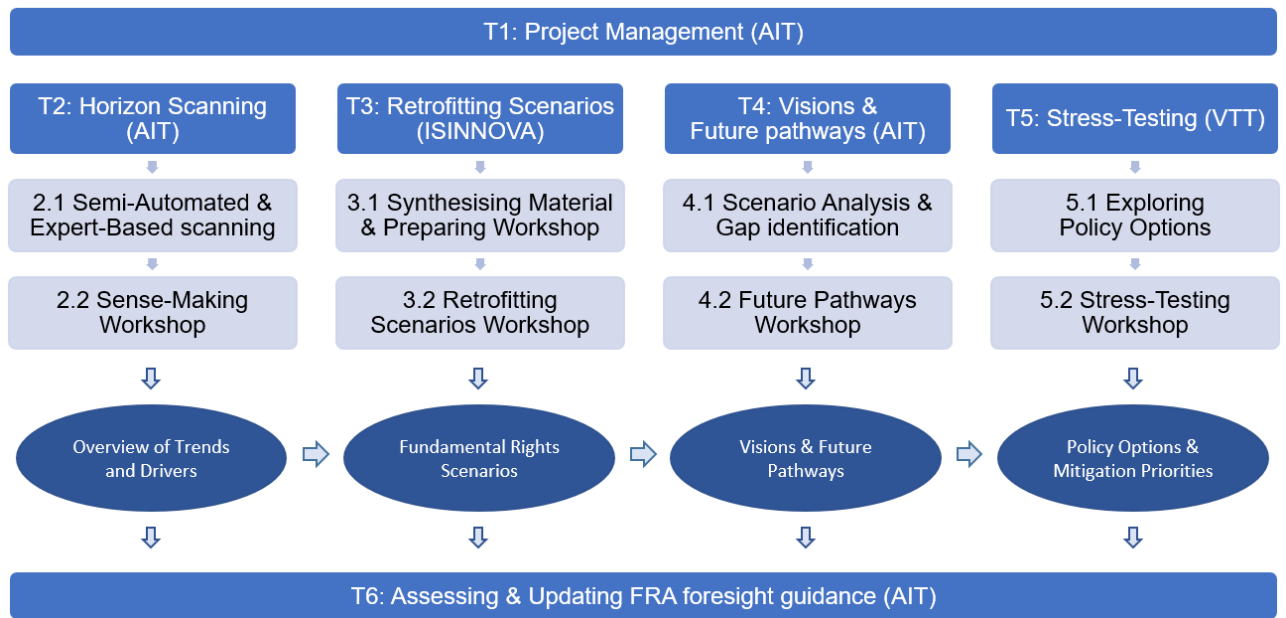 T1: Project Management (AIT)
T2: Horizon Scanning
(AIT)
2.1 Semi-Automated &
Expert-Based scanning
2.2 Sense-Making
Workshop
Overview of Trends
and Drivers
T3: Retrofitting Scenarios
(ISINNOVA)
3.1 Synthesising Material
& Preparing Workshop
3.2 Retrofitting
Scenarios Workshop
Fundamental Rights
Scenarios
T4: Visions &
Future pathways (AIT)
4.1 Scenario Analysis &
Gap identification
4.2 Future Pathways
Workshop
Visions & Future
Pathways
T5: Stress-Testing (VTT)
5.1 Exploring
Policy Options
5.2 Stress-Testing
Workshop
Policy Options &
Mitigation Priorities
T6: Assessing & Updating FRA foresight guidance (AIT)